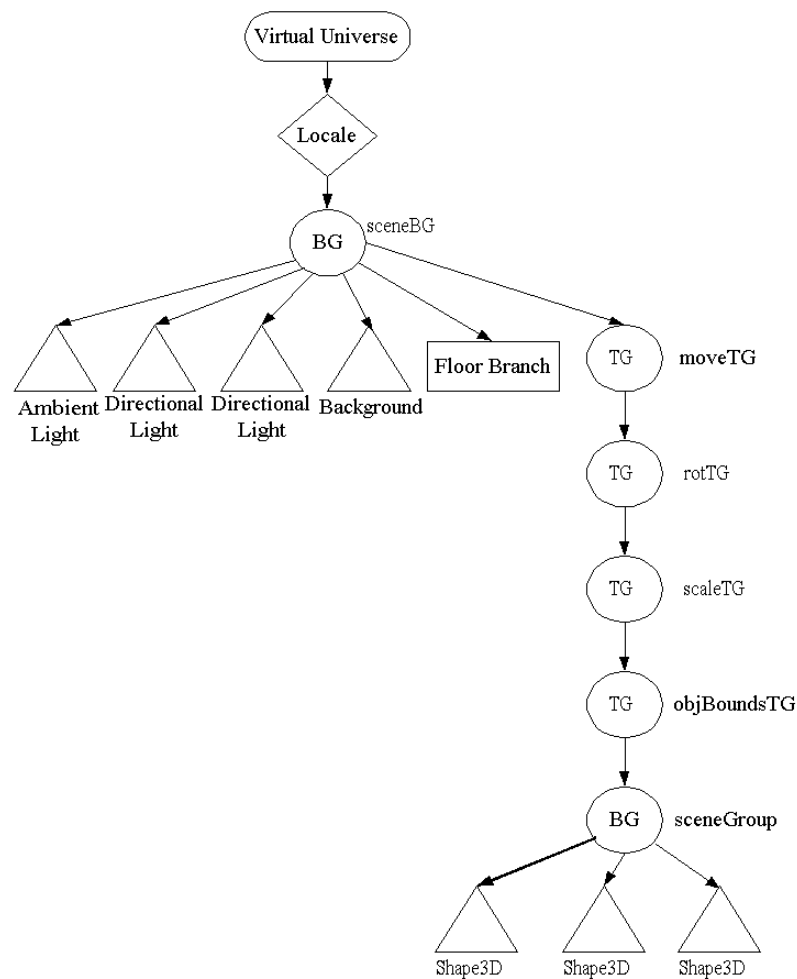 Virtual Universe
Locale
BG
sceneBG
Ambient
Light
Directional
Light
Directional
Light
Background
Floor Branch
TG
moveTG
TG
rotTG
TG
scaleTG
TG
objBoundsTG
BG
sceneGroup
Shape3D
Shape3D
Shape3D